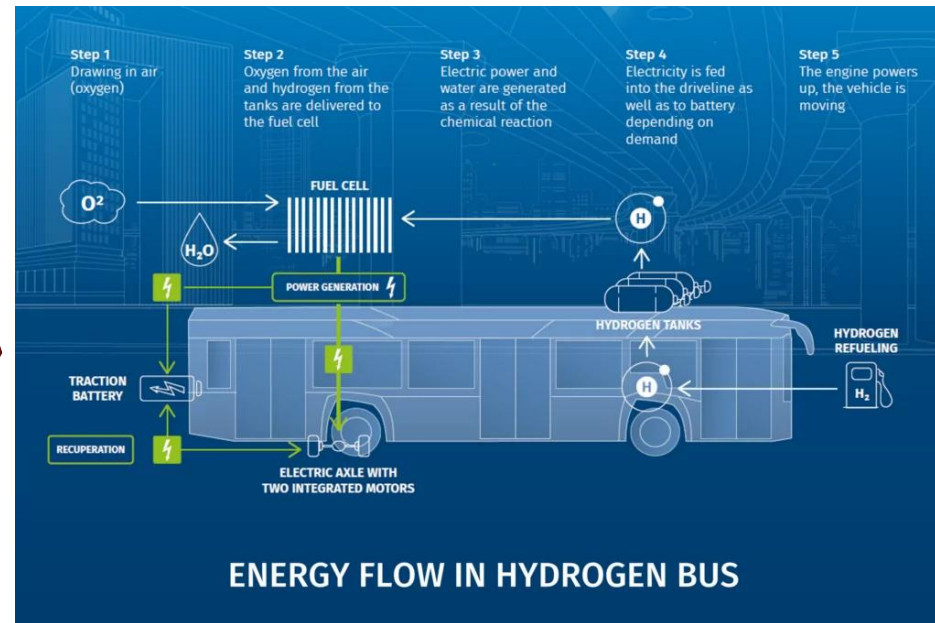 Step 1
Drawing in air
(oxygen)
Step 2
Oxygen from the air
and hydrogen from the
tanks are delivered to
the fuel cell
Step 3
Electric power and
water are generated
as a result of the
chemical reaction
Step 4
Electricity is fed
into the driveline as
well as to battery
depending on
demand
Step 5
The engine powers
up, the vehicle is
moving
FUEL CELL
O²
H
H₂O
POWER GENERATION
HYDROGEN TANKS
HYDROGEN
REFUELING
H₂
H
TRACTION
BATTERY
RECUPERATION
ELECTRIC AXLE WITH
TWO INTEGRATED MOTORS
ENERGY FLOW IN HYDROGEN BUS